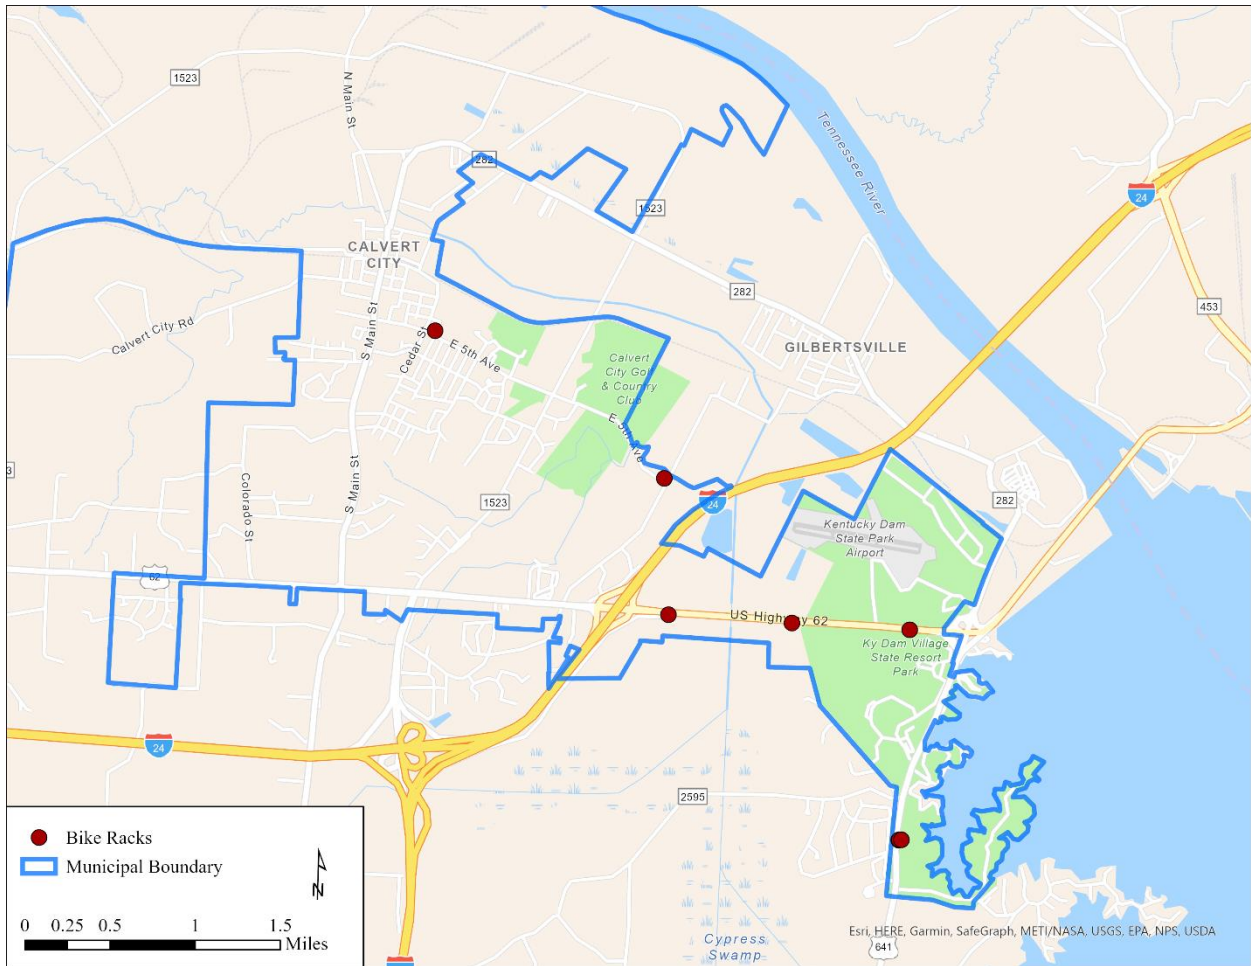 1523
N Main St
282
Tennessee River
24
1523
CALVERT
CITY
282
453
Calvert City Rd
S Main St
Cedar St
E 5th Ave
Calvert
City Golf
& Country
Club
GILBERTSVILLE
E 5th Ave
3
Colorado St
S Main St
1523
24
282
Kentucky Dam
State Park
Airport
62
US Highway 62
Ky Dam Village
State Resort
Park
24
2595
Bike Racks
Municipal Boundary
N
0 0.25 0.5 1 1.5
Miles
Cypress
Swamp
641
Esri, HERE, Garmin, SafeGraph, METI/NASA, USGS, EPA, NPS, USDA